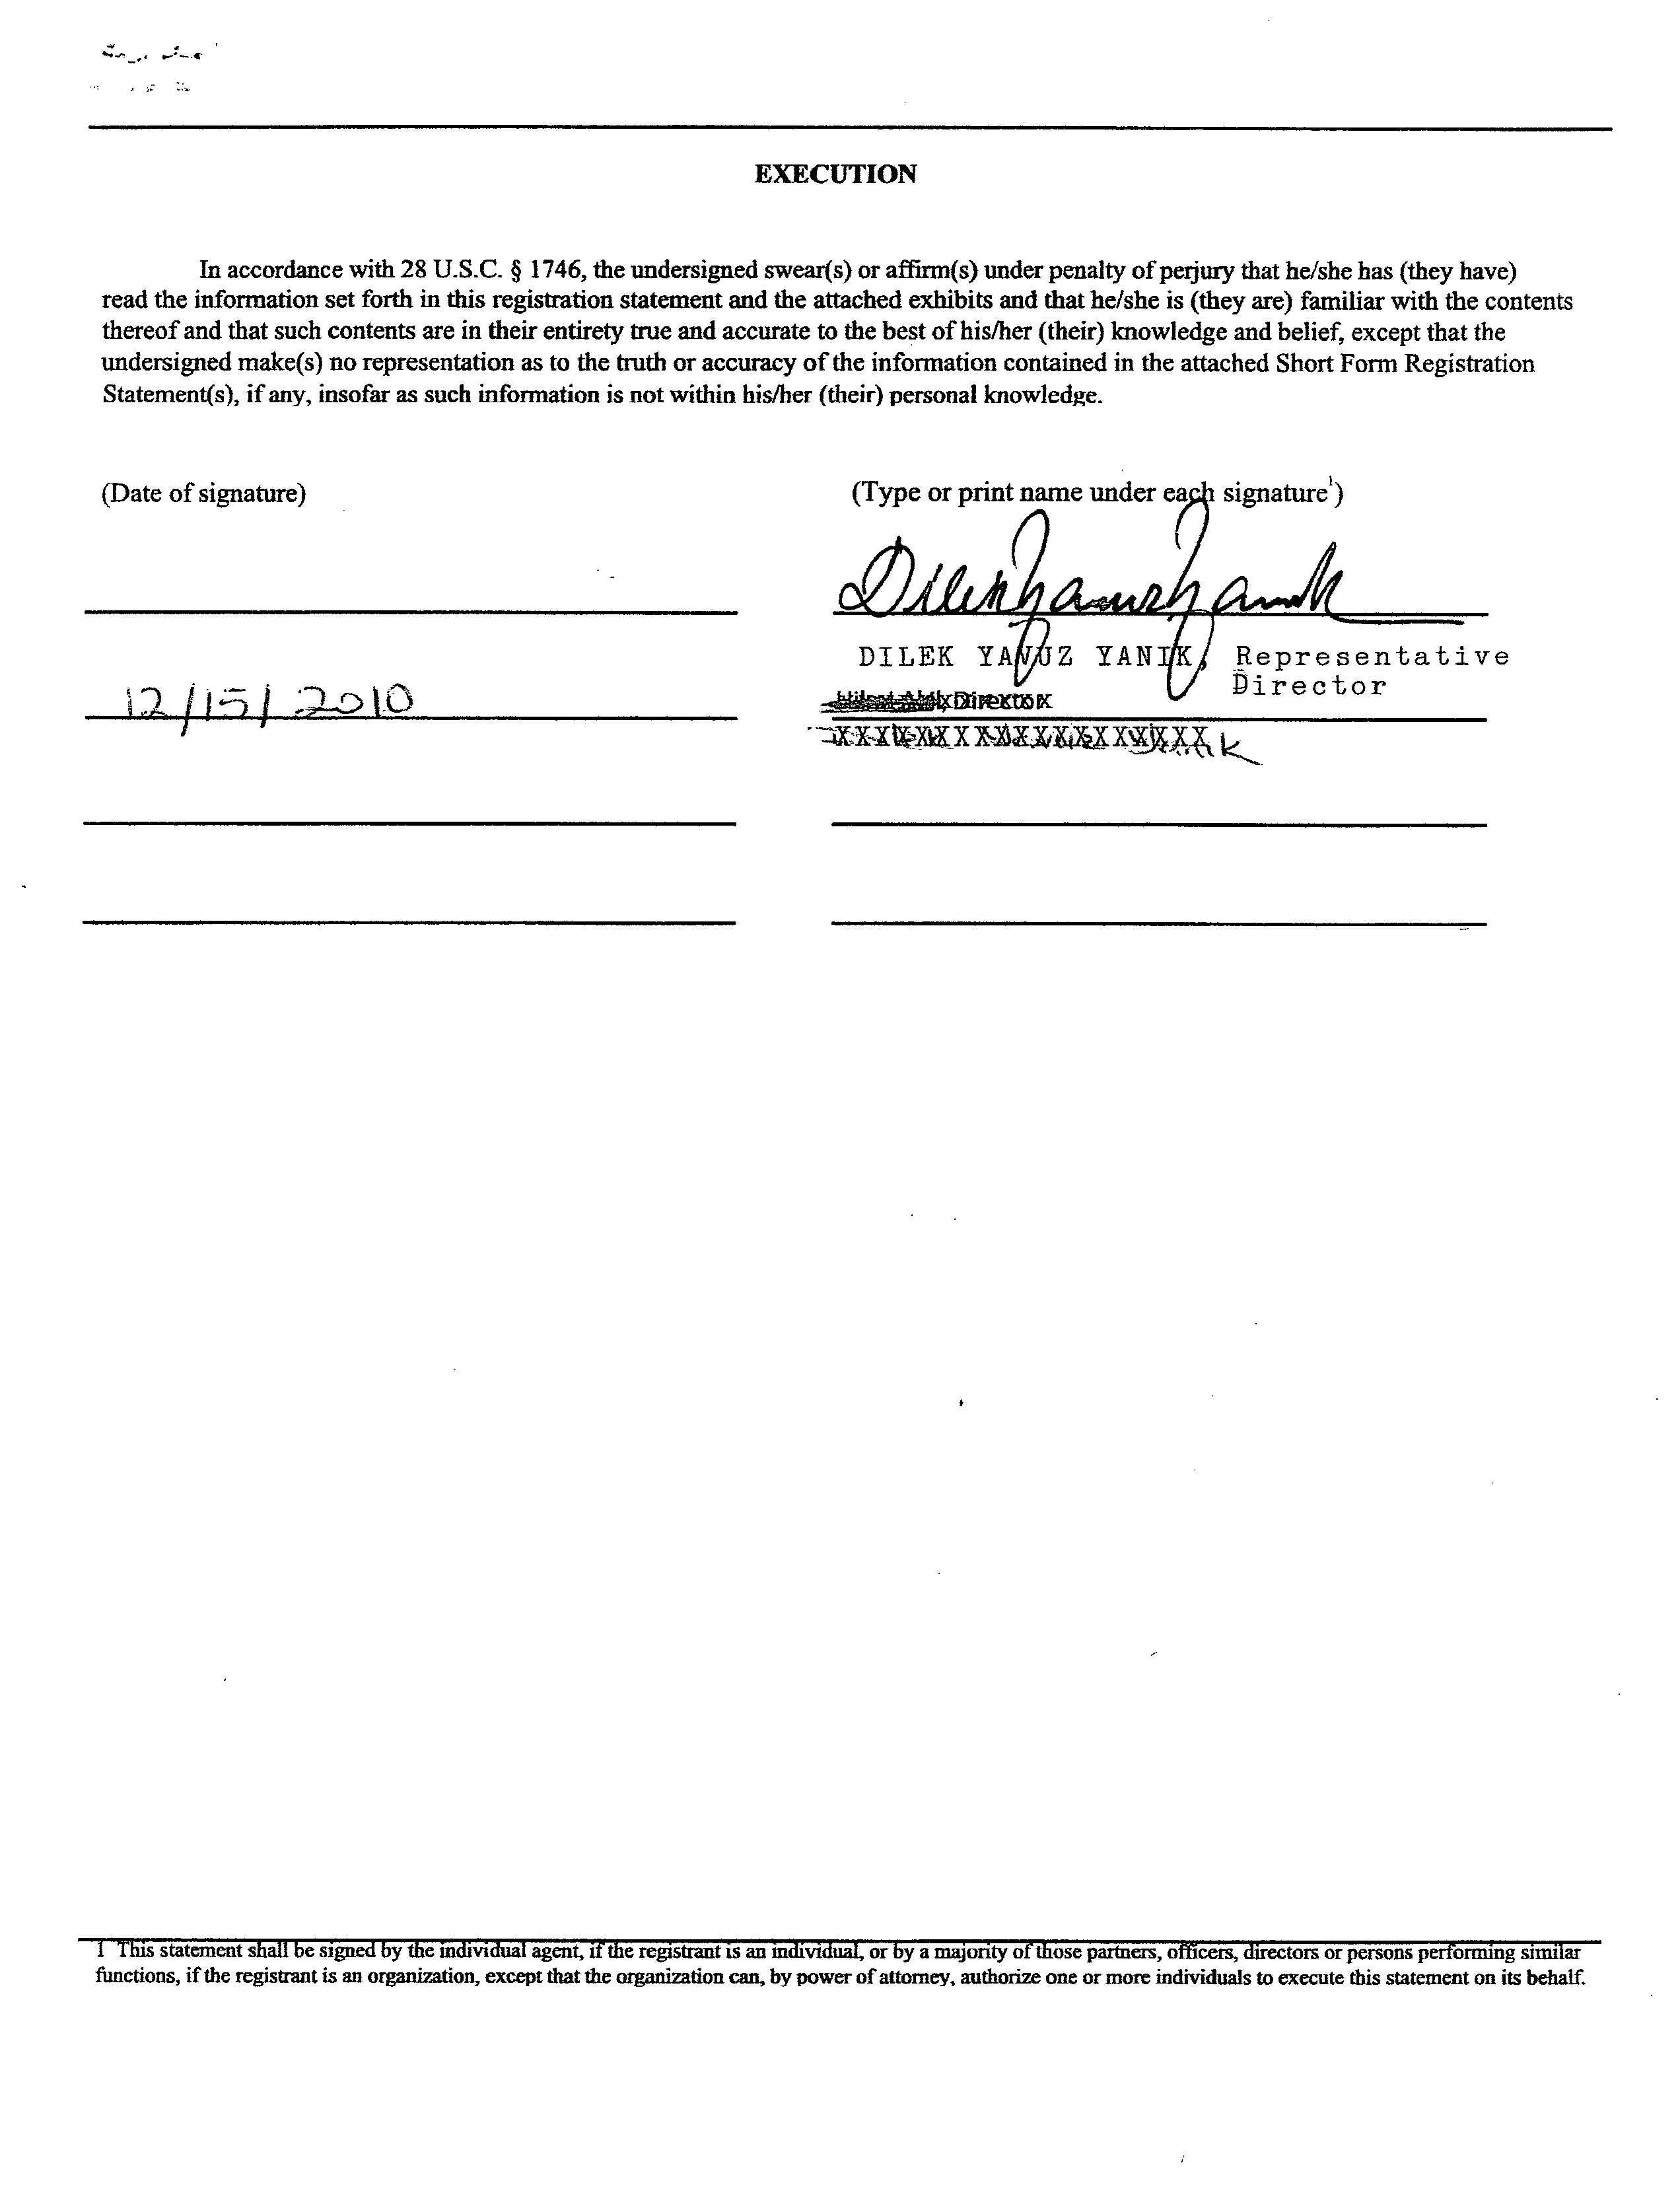 EXECUTION
In accordance with 28 U.S.C. § 1746, the undersigned swear(s) or affirm(s) under penalty of perjury that he/she has (they have)
read the information set forth in this registration statement and the attached exhibits and that he/she is (they are) familiar with the contents
thereof and that such contents are in their entirety true and accurate to the best of his/her (their) knowledge and belief, except that the
undersigned make(s) no representation as to the truth or accuracy of the information contained in the attached Short Form Registration
Statement(s), if any, insofar as such information is not within his/her (their) personal knowledge.
(Date of signature)
(Type or print name under each signature¹)
Dilek Yavuz Yanık
DILEK YAVUZ YANIK, Representative
Director
12/15/2010
Director
1 This statement shall be signed by the individual agent, if the registrant is an individual, or by a majority of those partners, officers, directors or persons performing similar
functions, if the registrant is an organization, except that the organization can, by power of attorney, authorize one or more individuals to execute this statement on its behalf.